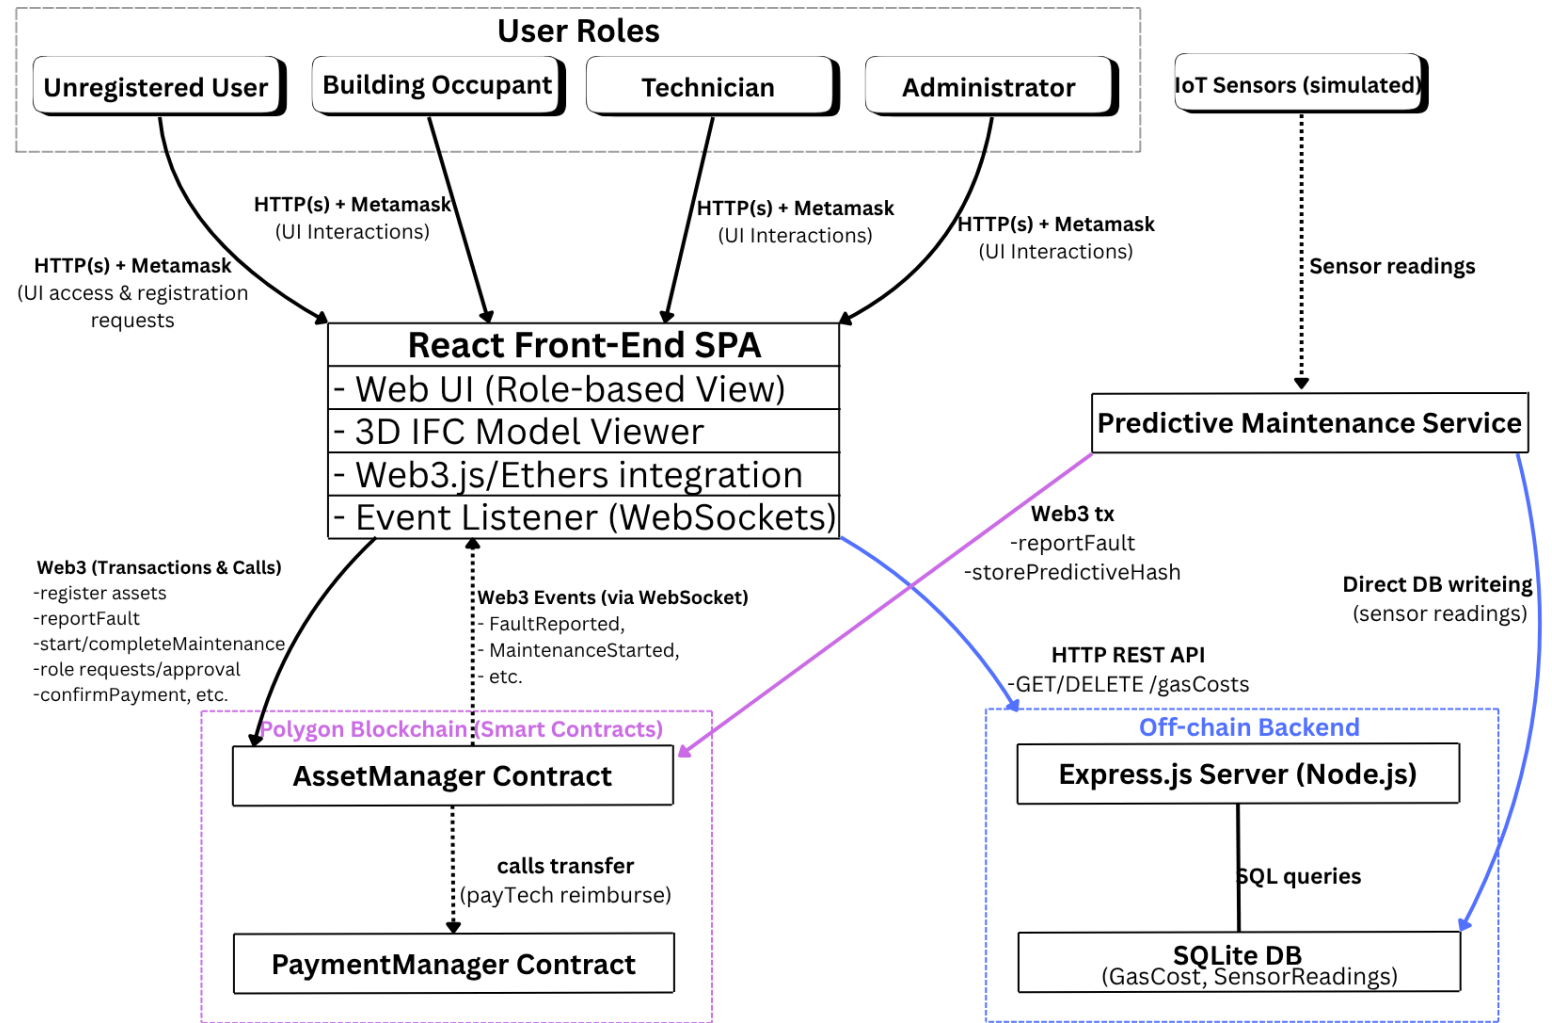 User Roles
Unregistered User
Building Occupant
Technician
Administrator
IoT Sensors (simulated)
HTTP(s) + Metamask
(UI Interactions)
HTTP(s) + Metamask
(UI Interactions)
HTTP(s) + Metamask
(UI Interactions)
HTTP(s) + Metamask
(UI access & registration
requests
Sensor readings
React Front-End SPA
- Web UI (Role-based View)
- 3D IFC Model Viewer
- Web3.js/Ethers integration
- Event Listener (WebSockets)
Predictive Maintenance Service
Web3 tx
-reportFault
-storePredictiveHash
Direct DB writeing
(sensor readings)
Web3 (Transactions & Calls)
-register assets
-reportFault
-start/completeMaintenance
-role requests/approval
-confirmPayment, etc.
Web3 Events (via WebSocket)
- FaultReported,
- MaintenanceStarted,
- etc.
HTTP REST API
-GET/DELETE /gasCosts
Polygon Blockchain (Smart Contracts)
AssetManager Contract
calls transfer
(payTech reimburse)
PaymentManager Contract
Off-chain Backend
Express.js Server (Node.js)
SQL queries
SQLite DB
(GasCost, SensorReadings)